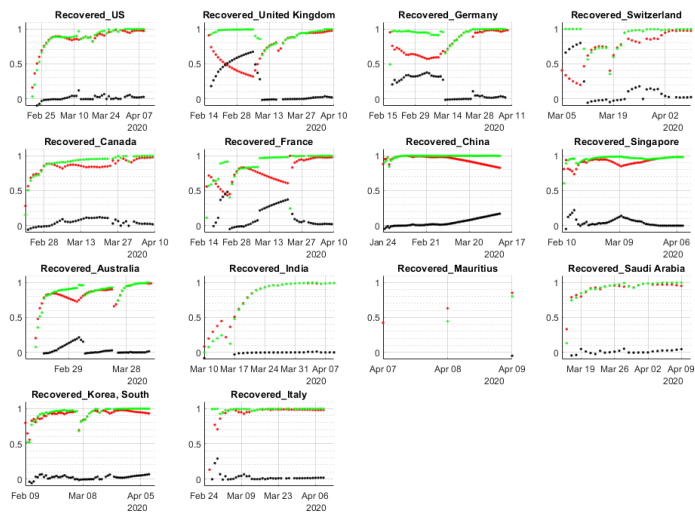 Recovered_US
1
0.5
0
Feb 25 Mar 10 Mar 24 Apr 07
2020
Recovered_United Kingdom
1
0.5
0
Feb 14 Feb 28 Mar 13 Mar 27 Apr 10
2020
Recovered_Germany
1
0.5
0
Feb 15 Feb 29 Mar 14 Mar 28 Apr 11
2020
Recovered_Switzerland
1
0.5
0
Mar 05 Mar 19 Apr 02
2020
Recovered_Canada
1
0.5
0
Feb 28 Mar 13 Mar 27 Apr 10
2020
Recovered_France
1
0.5
0
Feb 14 Feb 28 Mar 13 Mar 27 Apr 10
2020
Recovered_China
1
0.5
0
Jan 24 Feb 21 Mar 20 Apr 17
2020
Recovered_Singapore
1
0.5
0
Feb 10 Mar 09 Apr 06
2020
Recovered_Australia
1
0.5
0
Feb 29 Mar 28
2020
Recovered_India
1
0.5
0
Mar 10 Mar 17 Mar 24 Mar 31 Apr 07
2020
Recovered_Mauritius
1
0.5
0
Apr 07 Apr 08 Apr 09
2020
Recovered_Saudi Arabia
1
0.5
0
Mar 19 Mar 26 Apr 02 Apr 09
2020
Recovered_Korea, South
1
0.5
0
Feb 09 Mar 08 Apr 05
2020
Recovered_Italy
1
0.5
0
Feb 24 Mar 09 Mar 23 Apr 06
2020